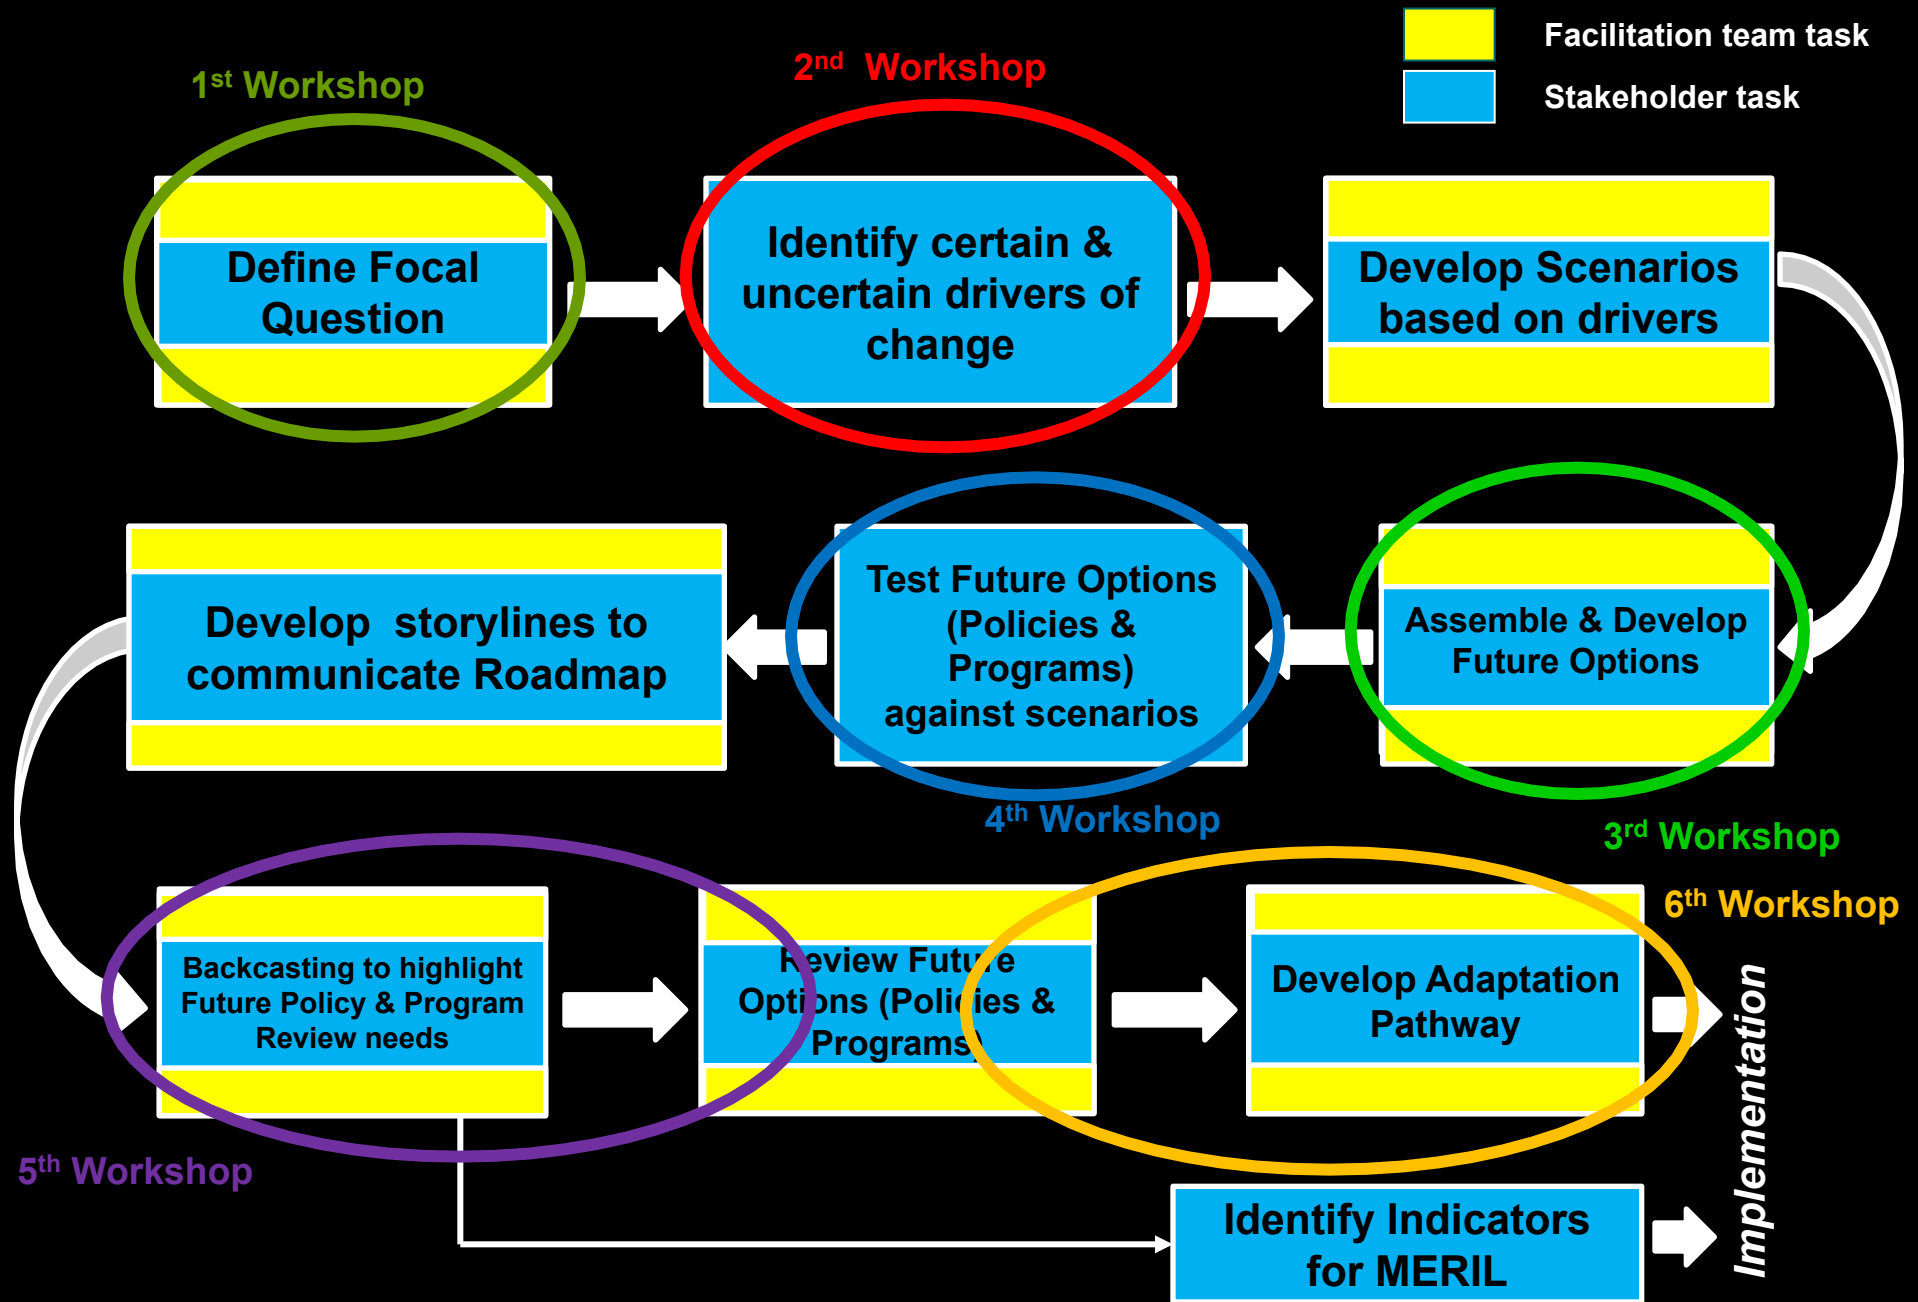 Facilitation team task
Stakeholder task
1st Workshop
2nd Workshop
Define Focal
Question
Identify certain &
uncertain drivers of
change
Develop Scenarios
based on drivers
Develop storylines to
communicate Roadmap
Test Future Options
(Policies &
Programs)
against scenarios
Assemble & Develop
Future Options
4th Workshop
3rd Workshop
6th Workshop
Backcasting to highlight
Future Policy & Program
Review needs
Review Future
Options (Policies &
Programs)
Develop Adaptation
Pathway
Implementation
5th Workshop
Identify Indicators
for MERIL